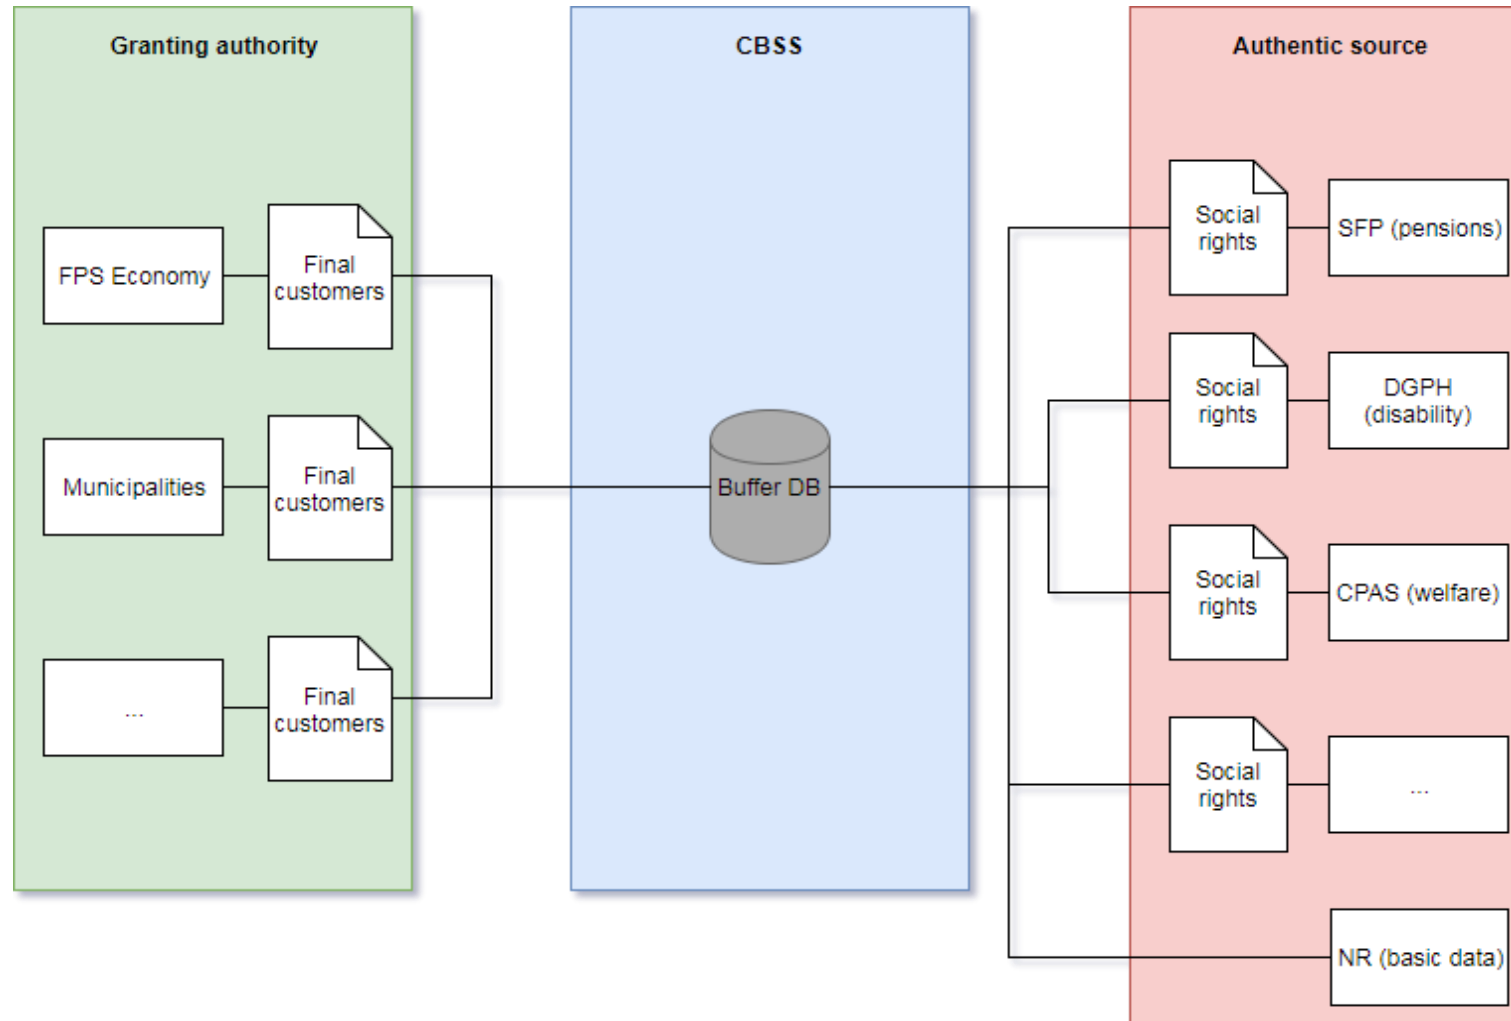 Granting authority
FPS Economy
Final
customers
Municipalities
Final
customers
...
Final
customers
CBSS
Buffer DB
Authentic source
Social
rights
SFP (pensions)
Social
rights
DGPH
(disability)
Social
rights
CPAS (welfare)
Social
rights
...
NR (basic data)